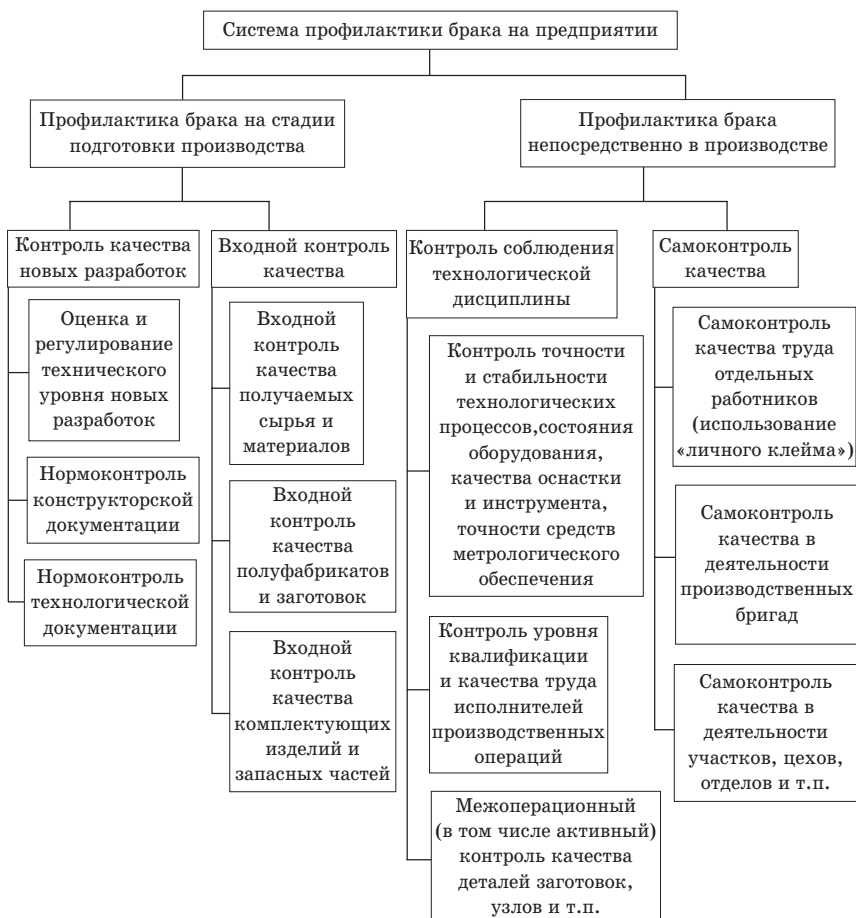 Система профилактики брака на предприятии
Профилактика брака на стадии
подготовки производства
Профилактика брака
непосредственно в производстве
Контроль качества
новых разработок
Входной контроль
качества
Контроль соблюдения
технологической
дисциплины
Самоконтроль
качества
Оценка и
регулирование
технического
уровня новых
разработок
Нормоконтроль
конструкторской
документации
Нормоконтроль
технологической
документации
Входной
контроль
качества
получаемых
сырья и
материалов
Входной
контроль
качества
полуфабрикатов
и заготовок
Входной
контроль
качества
комплектующих
изделий и
запасных частей
Контроль точности
и стабильности
технологических
процессов,состояния
оборудования,
качества оснастки
и инструмента,
точности средств
метрологического
обеспечения
Контроль уровня
квалификации
и качества труда
исполнителей
производственных
операций
Межоперационный
(в том числе активный)
контроль качества
деталей заготовок,
узлов и т.п.
Самоконтроль
качества труда
отдельных
работников
(использование
«личного клейма»)
Самоконтроль
качества в
деятельности
производственных
бригад
Самоконтроль
качества в
деятельности
участков, цехов,
отделов и т.п.